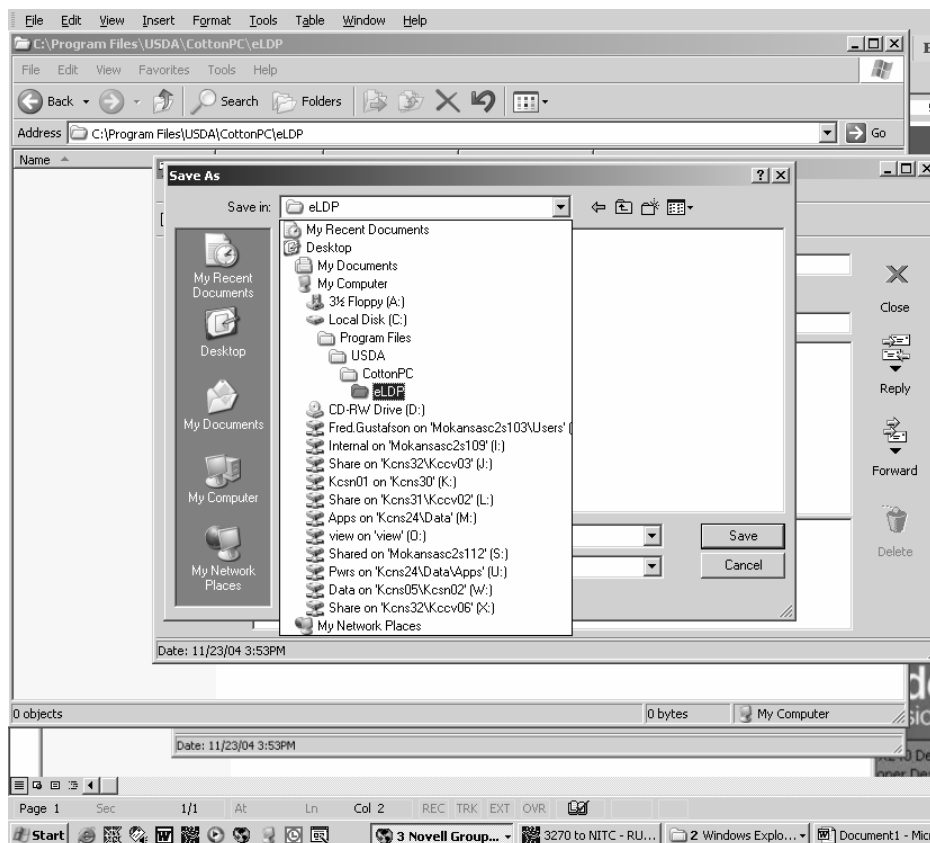 File Edit View Insert Format Tools Table Window Help
C:\Program Files\USDA\CottonPC\eLDP
File Edit View Favorites Tools Help
Back Search Folders
Address C:\Program Files\USDA\CottonPC\eLDP Go
Name
Save As
Save in: eLDP
My Recent Documents
Desktop
My Documents
My Computer
3½ Floppy (A:)
Local Disk (C:)
Program Files
USDA
CottonPC
eLDP
CD-RW Drive (D:)
Fred.Gustafson on 'Mokansasc2s103\Users' (
Internal on 'Mokansasc2s109' (I:)
Share on 'Kcns32\Kccv03' (J:)
Kcsn01 on 'Kcns30' (K:)
Share on 'Kcns31\Kccv02' (L:)
Apps on 'Kcns24\Data' (M:)
view on 'view' (O:)
Shared on 'Mokansasc2s112' (S:)
Pwrs on 'Kcns24\Data\Apps' (U:)
Data on 'Kcns05\Kcsn02' (W:)
Share on 'Kcns32\Kccv06' (X:)
My Network Places
My Recent
Documents
Desktop
My Documents
My Computer
My Network
Places
Save
Cancel
Close
Reply
Forward
Delete
Date: 11/23/04 3:53PM
0 objects 0 bytes My Computer
Date: 11/23/04 3:53PM
Page 1 Sec 1/1 At Ln Col 2 REC TRK EXT OVR
Start 3 Novell Group... 3270 to NITC - RU... 2 Windows Explo... Document1 - Micr